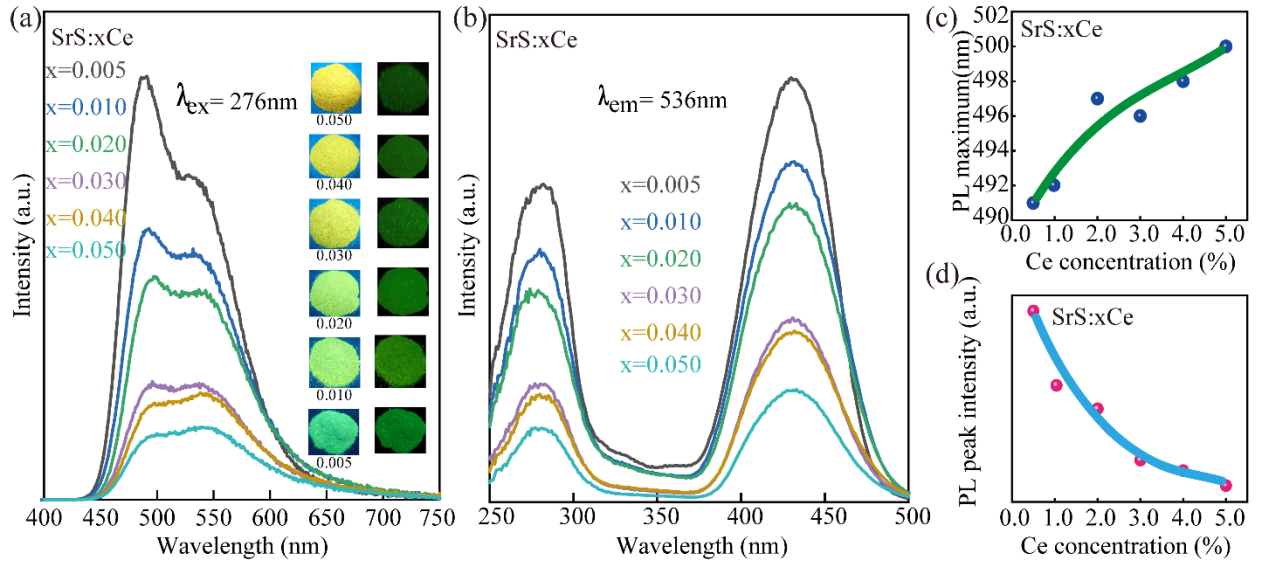 (a)
SrS:xCe
x=0.005
x=0.010
x=0.020
x=0.030
x=0.040
x=0.050
λex= 276nm
0.050
0.040
0.030
0.020
0.010
0.005
Intensity (a.u.)
400 450 500 550 600 650 700 750
Wavelength (nm)
(b)
SrS:xCe
λem= 536nm
x=0.005
x=0.010
x=0.020
x=0.030
x=0.040
x=0.050
Intensity (a.u.)
250 300 350 400 450 500
Wavelength (nm)
(c)
SrS:xCe
PL maximum(nm)
502
500
498
496
494
492
490
0.0 1.0 2.0 3.0 4.0 5.0
Ce concentration (%)
(d)
SrS:xCe
PL peak intensity (a.u.)
0.0 1.0 2.0 3.0 4.0 5.0
Ce concentration (%)